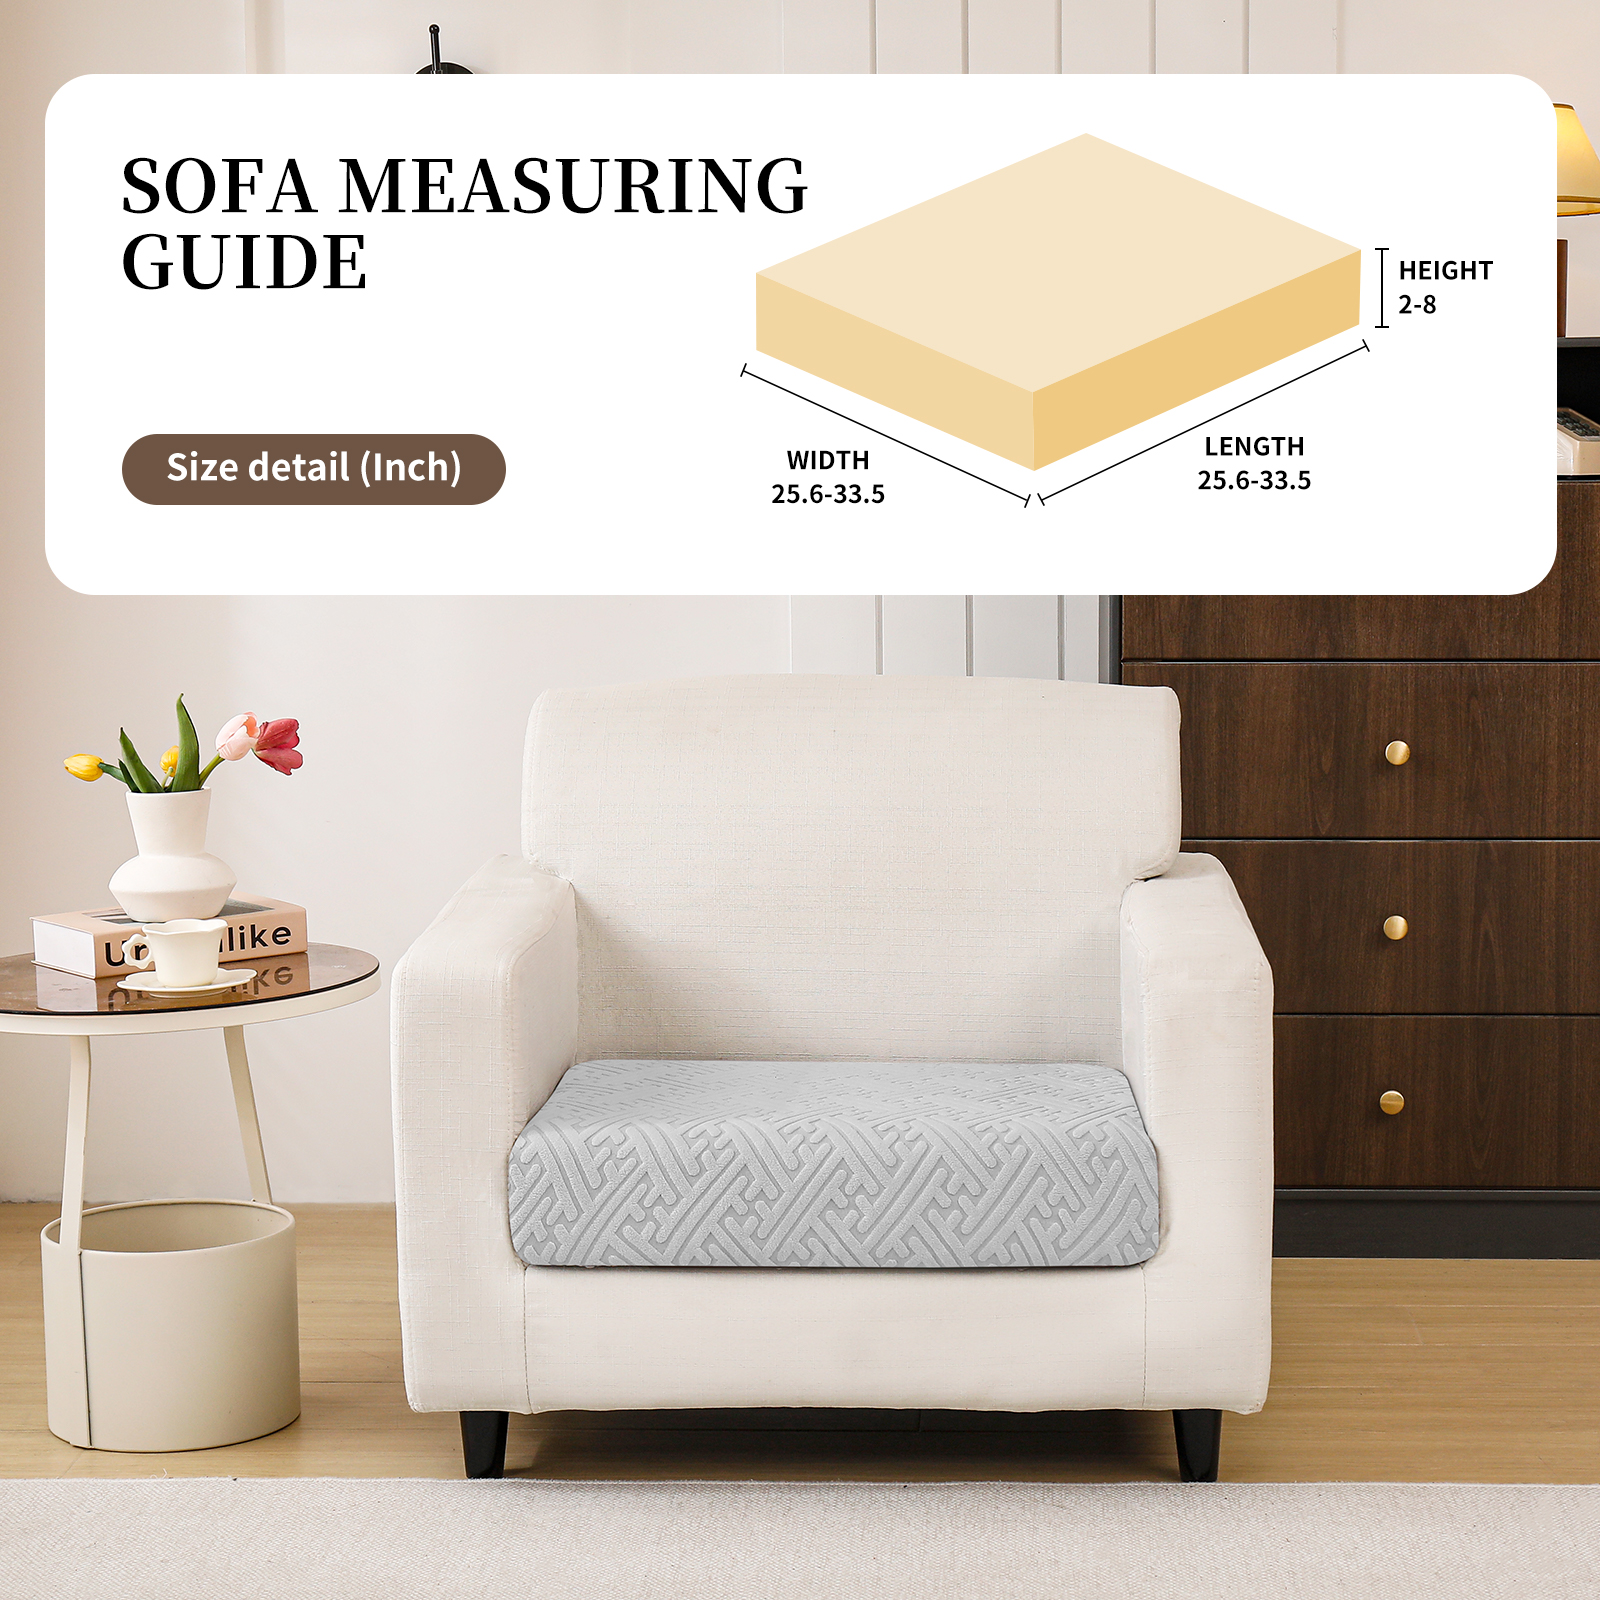 SOFA MEASURING
GUIDE
Size detail (Inch)
HEIGHT
2-8
WIDTH
25.6-33.5
LENGTH
25.6-33.5